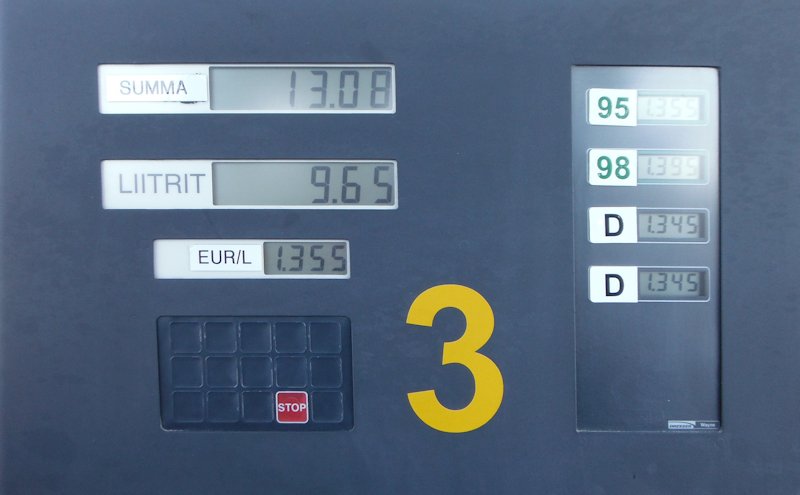 SUMMA 13.08
LIITRIT 9.65
EUR/L 1.355
STOP
3
95 1.355
98 1.395
D 1.345
D 1.345
Wayne